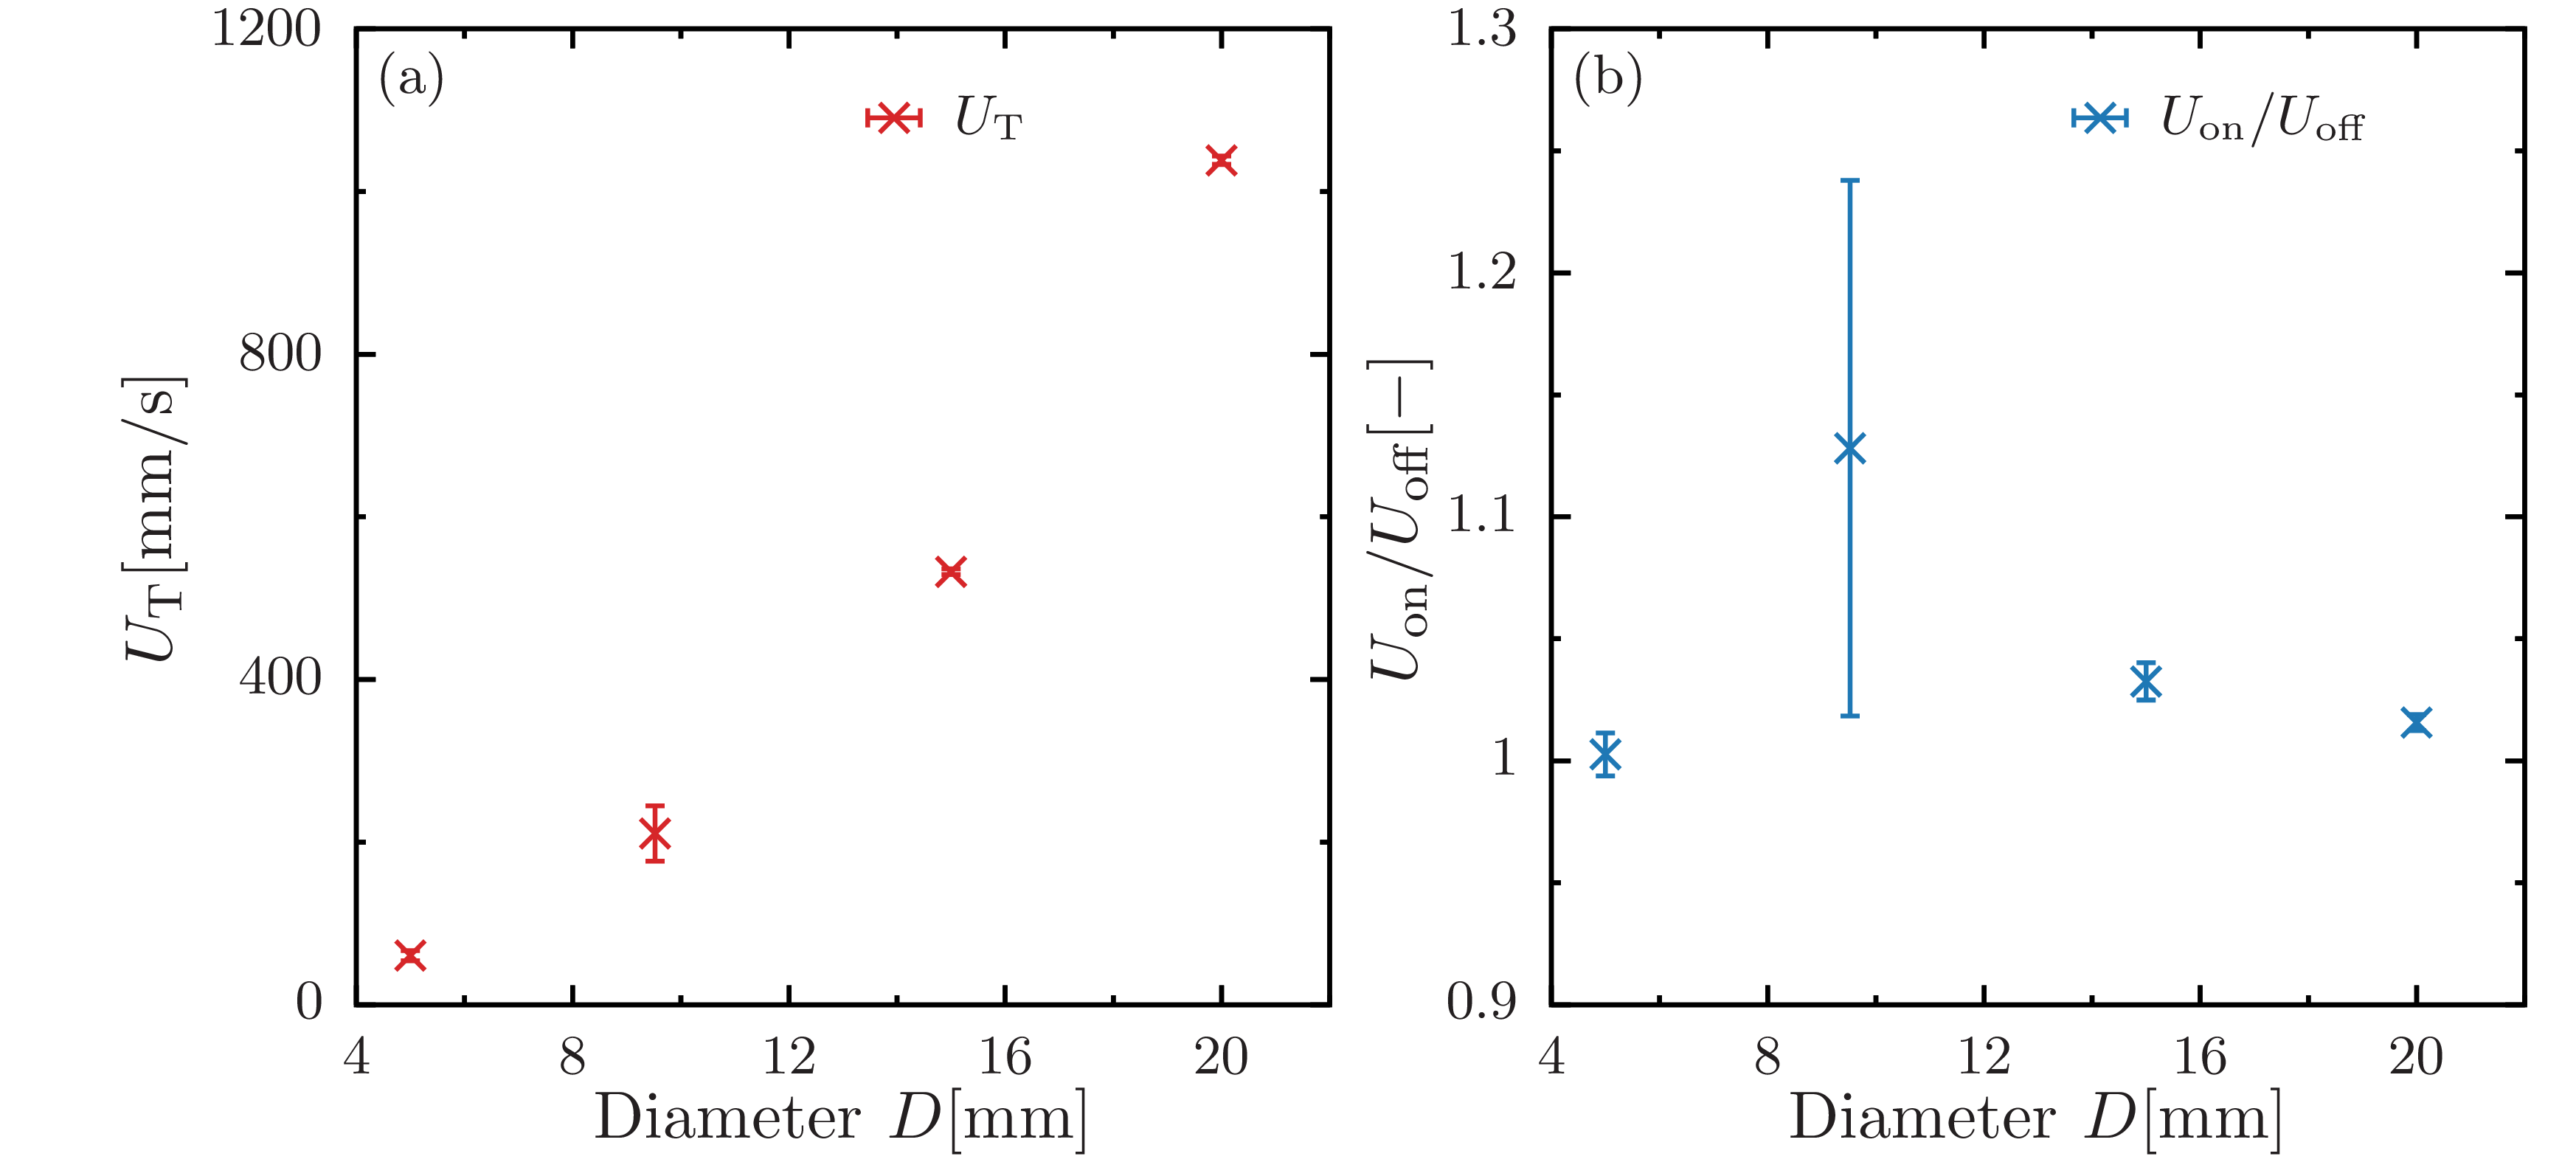 1200
(a)
U_T
800
400
0
U_T[mm/s]
4 8 12 16 20
Diameter D[mm]
1.3
(b)
U_on/U_off
1.2
1.1
1
0.9
U_on/U_off[−]
4 8 12 16 20
Diameter D[mm]